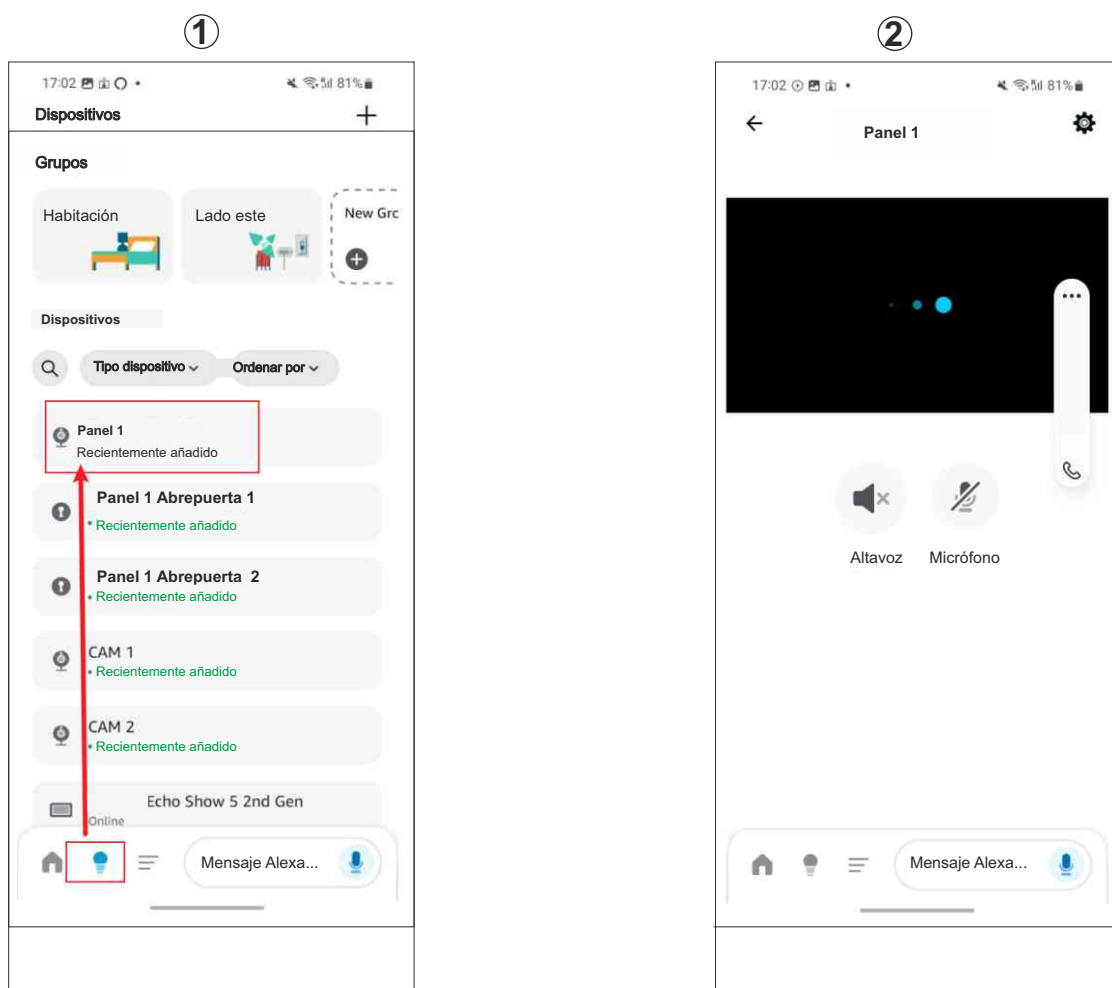 ①
17:02 81%
Dispositivos +
Grupos
Habitación
Lado este
New Grc
Dispositivos
Tipo dispositivo
Ordenar por
Panel 1
Recientemente añadido
Panel 1 Abrepuerta 1
• Recientemente añadido
Panel 1 Abrepuerta 2
• Recientemente añadido
CAM 1
• Recientemente añadido
CAM 2
• Recientemente añadido
Echo Show 5 2nd Gen
Online
Mensaje Alexa...
②
17:02 81%
Panel 1
Altavoz
Micrófono
Mensaje Alexa...